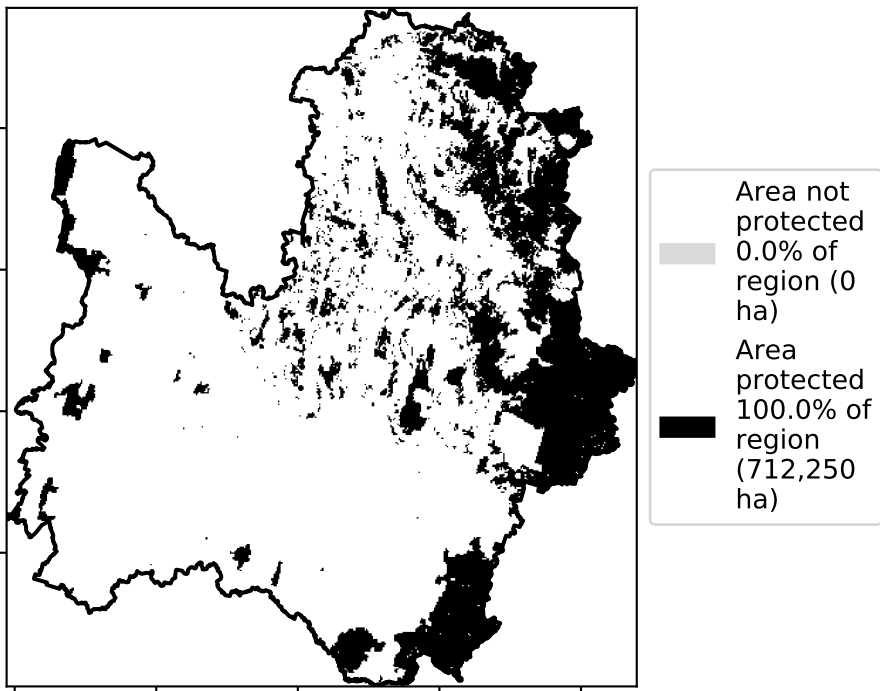 Area not
protected
0.0% of
region (0
ha)
Area
protected
100.0% of
region
(712,250
ha)